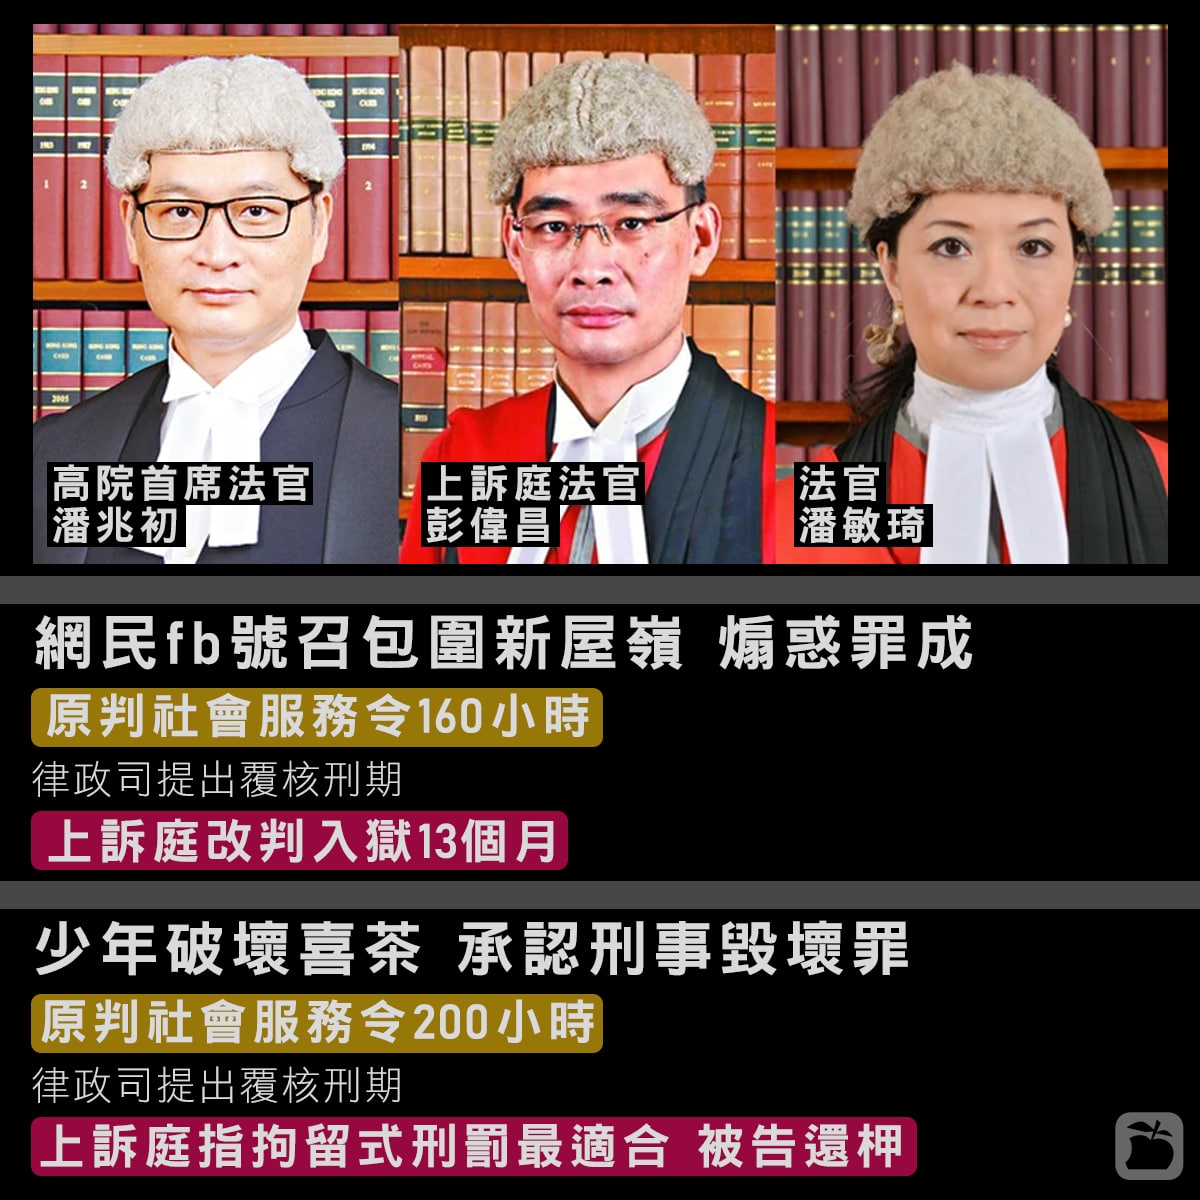 高院首席法官
潘兆初
上訴庭法官
彭偉昌
法官
潘敏琦
網民fb號召包圍新屋嶺 煽惑罪成
原判社會服務令160小時
律政司提出覆核刑期
上訴庭改判入獄13個月
少年破壞喜茶 承認刑事毀壞罪
原判社會服務令200小時
律政司提出覆核刑期
上訴庭指拘留式刑罰最適合 被告還柙